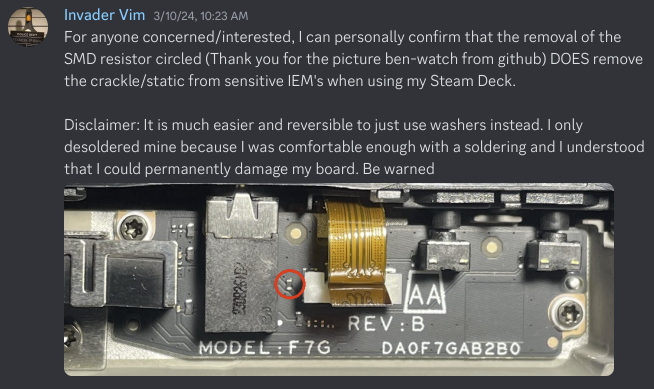 Invader Vim 3/10/24, 10:23 AM
For anyone concerned/interested, I can personally confirm that the removal of the
SMD resistor circled (Thank you for the picture ben-watch from github) DOES remove
the crackle/static from sensitive IEM's when using my Steam Deck.
Disclaimer: It is much easier and reversible to just use washers instead. I only
desoldered mine because I was comfortable enough with a soldering and I understood
that I could permanently damage my board. Be warned
AA
REV:B
MODEL:F7G DA0F7GAB2B0